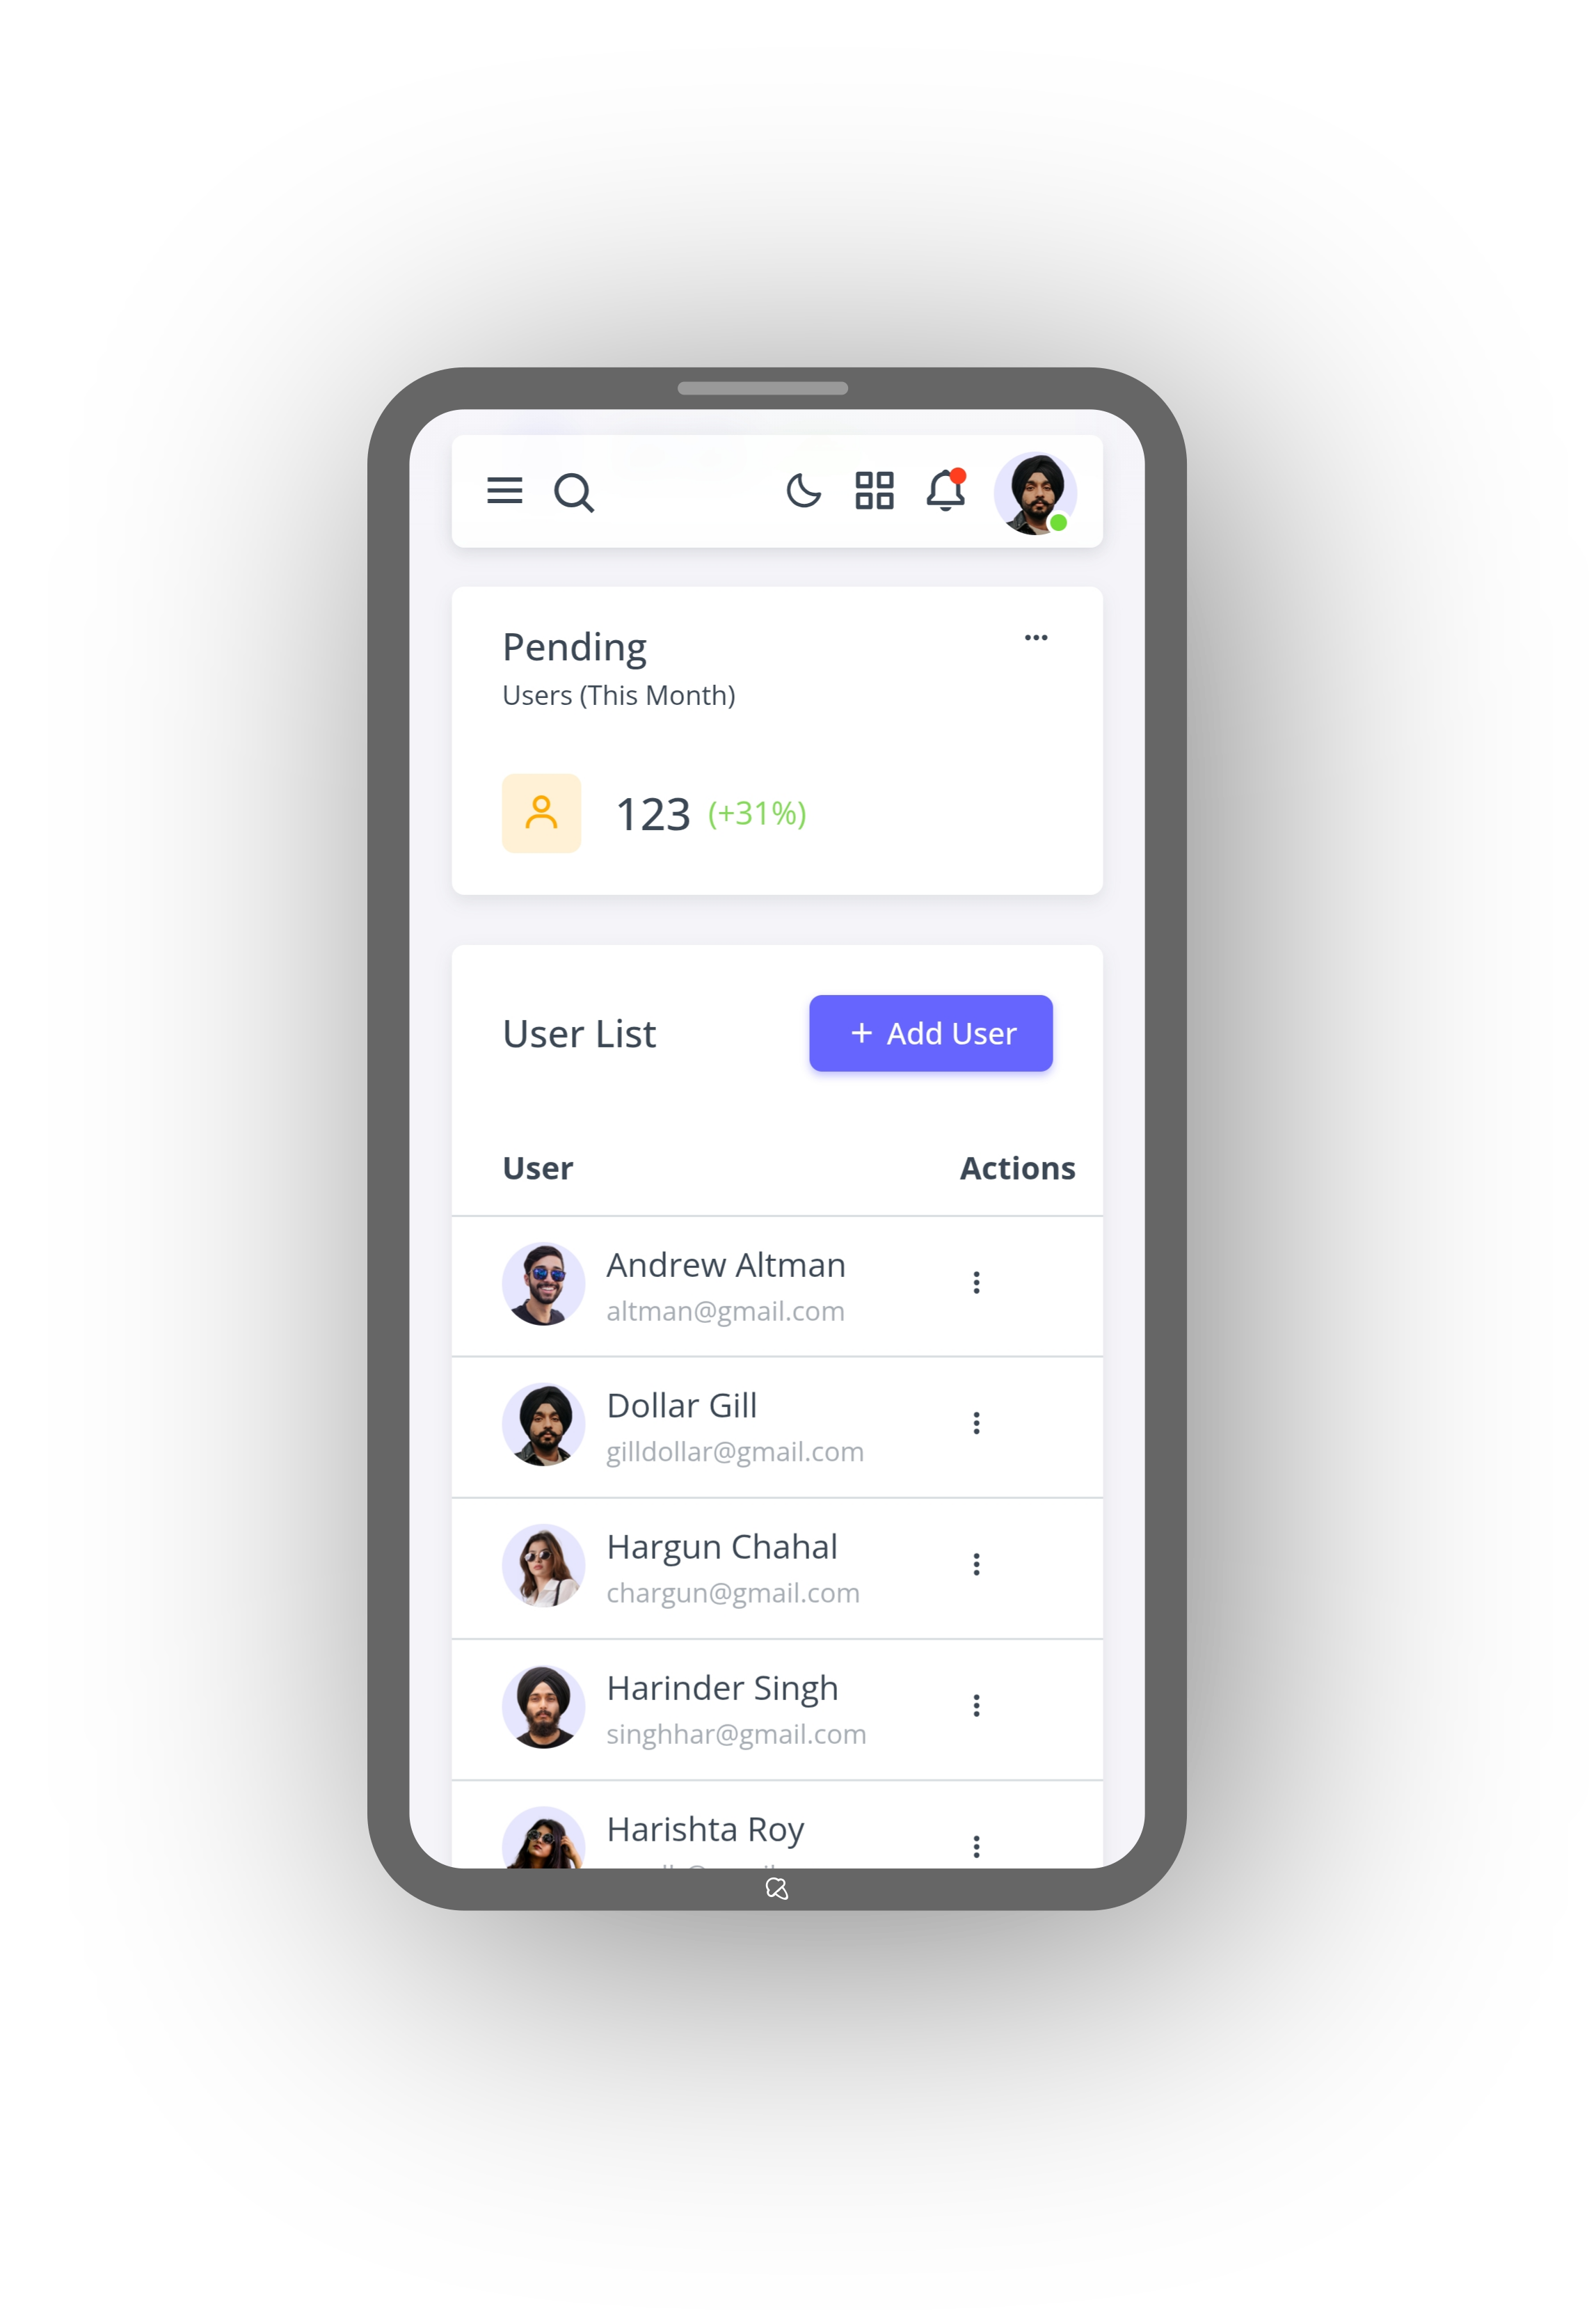 Pending
Users (This Month)
123 (+31%)
User List
+ Add User
User Actions
Andrew Altman
altman@gmail.com
Dollar Gill
gilldollar@gmail.com
Hargun Chahal
chargun@gmail.com
Harinder Singh
singhhar@gmail.com
Harishta Roy